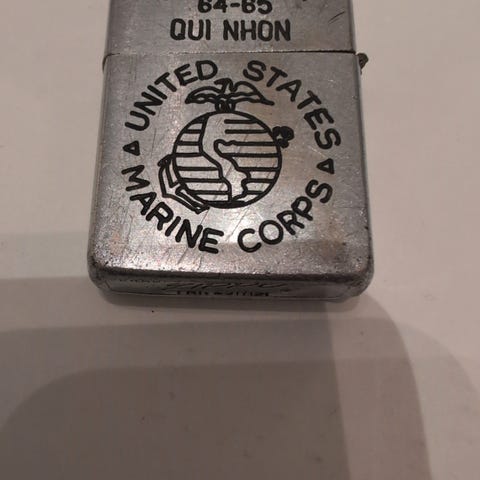 64-65
QUI NHON
UNITED STATES
MARINE CORPS